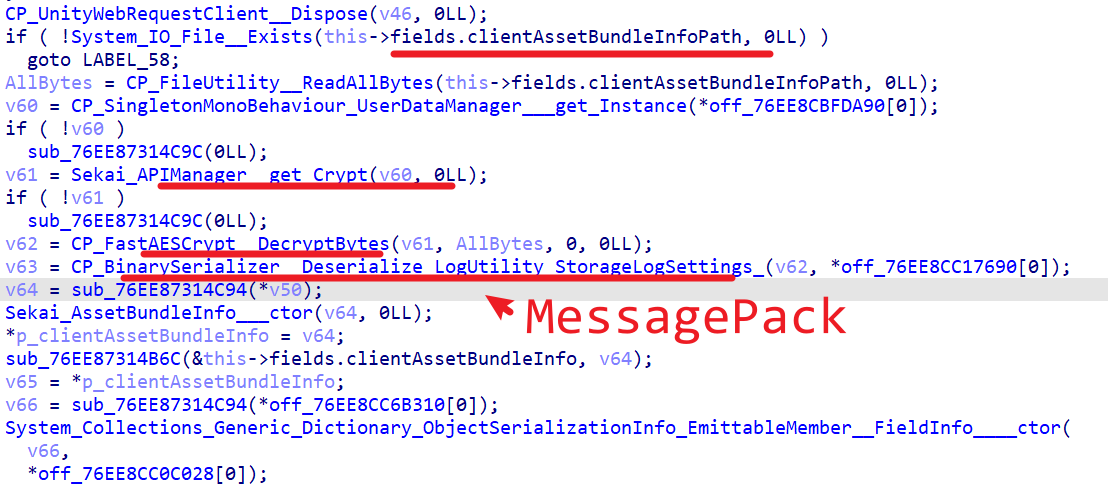 CP_UnityWebRequestClient__Dispose(v46, 0LL);
if ( !System_IO_File__Exists(this->fields.clientAssetBundleInfoPath, 0LL) )
goto LABEL_58;
AllBytes = CP_FileUtility__ReadAllBytes(this->fields.clientAssetBundleInfoPath, 0LL);
v60 = CP_SingletonMonoBehaviour_UserDataManager___get_Instance(*off_76EE8CBFDA90[0]);
if ( !v60 )
sub_76EE87314C9C(0LL);
v61 = Sekai_APIManager__get_Crypt(v60, 0LL);
if ( !v61 )
sub_76EE87314C9C(0LL);
v62 = CP_FastAESCrypt__DecryptBytes(v61, AllBytes, 0, 0LL);
v63 = CP_BinarySerializer__Deserialize_LogUtility_StorageLogSettings_(v62, *off_76EE8CC17690[0]);
v64 = sub_76EE87314C94(*v50);
MessagePack
Sekai_AssetBundleInfo___ctor(v64, 0LL);
*p_clientAssetBundleInfo = v64;
sub_76EE87314B6C(&this->fields.clientAssetBundleInfo, v64);
v65 = *p_clientAssetBundleInfo;
v66 = sub_76EE87314C94(*off_76EE8CC6B310[0]);
System_Collections_Generic_Dictionary_ObjectSerializationInfo_EmittableMember__FieldInfo____ctor(
v66,
*off_76EE8CC0C028[0]);